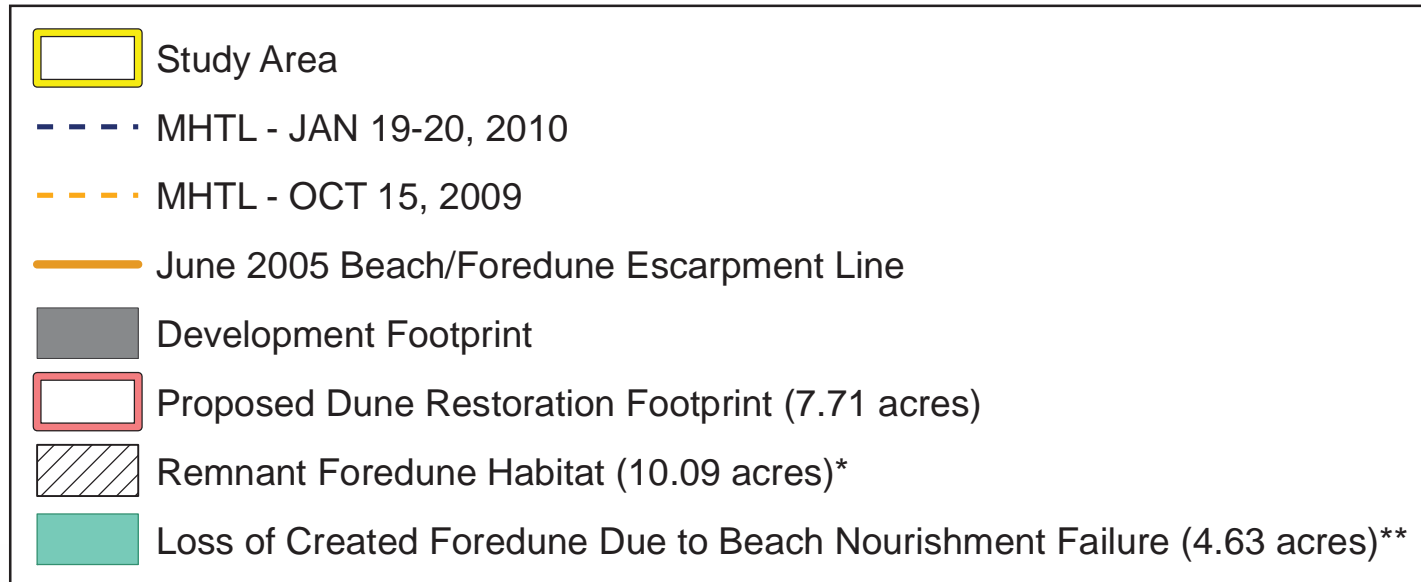 Study Area
MHTL - JAN 19-20, 2010
MHTL - OCT 15, 2009
June 2005 Beach/Foredune Escarpment Line
Development Footprint
Proposed Dune Restoration Footprint (7.71 acres)
Remnant Foredune Habitat (10.09 acres)*
Loss of Created Foredune Due to Beach Nourishment Failure (4.63 acres)**